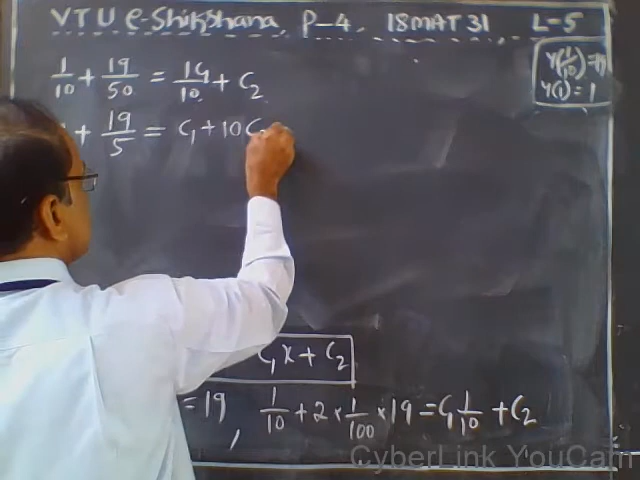 VTU e-Shikshana, P-4, 18MAT31, L-5
y(1/10) = 19
y(1) = 1
1/10 + 19/50 = 1C₁/10 + C₂
+ 19/5 = C₁ + 10C
C₁x + C₂
= 19, 1/10 + 2 × 1/100 × 19 = C₁ 1/10 + C₂
CyberLink YouCam